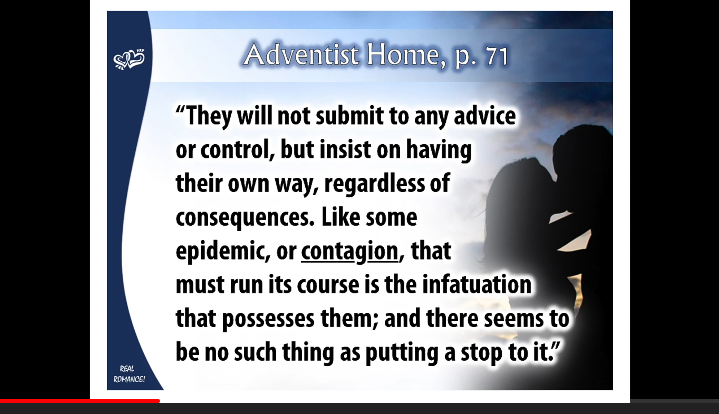 Adventist Home, p. 71
“They will not submit to any advice
or control, but insist on having
their own way, regardless of
consequences. Like some
epidemic, or contagion, that
must run its course is the infatuation
that possesses them; and there seems to
be no such thing as putting a stop to it.”
REAL
ROMANCE!